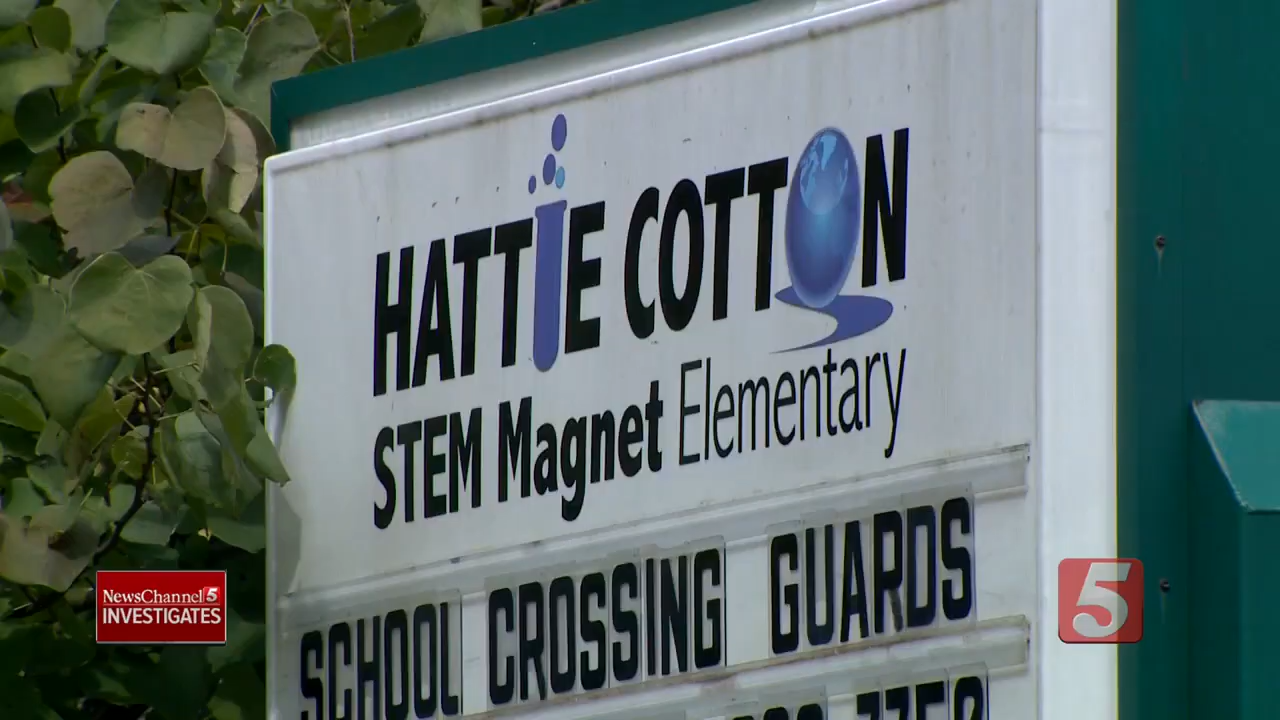 HATTIE COTTON
STEM Magnet Elementary
SCHOOL CROSSING GUARDS
NewsChannel 5
INVESTIGATES
5